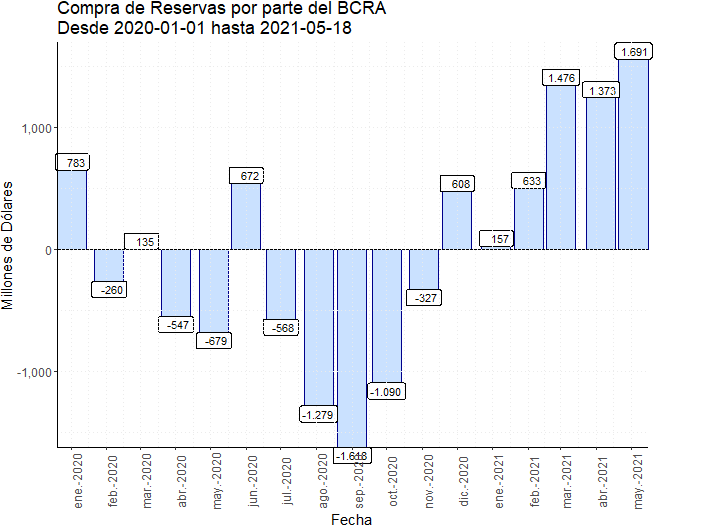 Compra de Reservas por parte del BCRA
Desde 2020-01-01 hasta 2021-05-18
Millones de Dólares
1,000
0
-1,000
783
-260
135
-547
-679
672
-568
-1.279
-1.618
-1.090
-327
608
157
633
1.476
1.373
1.691
ene.-2020
feb.-2020
mar.-2020
abr.-2020
may.-2020
jun.-2020
jul.-2020
ago.-2020
sep.-2020
oct.-2020
nov.-2020
dic.-2020
ene.-2021
feb.-2021
mar.-2021
abr.-2021
may.-2021
Fecha